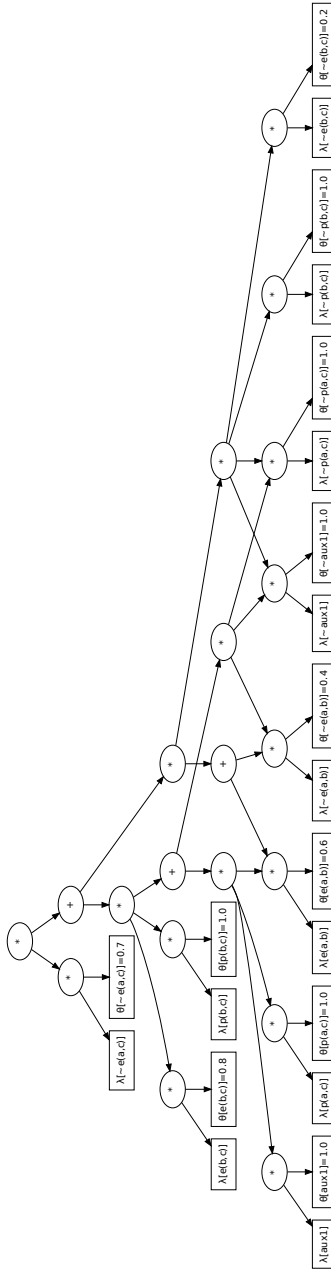 *
*
+
λ[~e(a,c)]
θ[~e(a,c)]=0.7
*
*
*
*
+
*
λ[e(b,c)]
θ[e(b,c)]=0.8
λ[p(b,c)]
θ[p(b,c)]=1.0
*
+
*
*
*
*
*
*
*
*
*
*
λ[aux1]
θ[aux1]=1.0
λ[p(a,c)]
θ[p(a,c)]=1.0
λ[e(a,b)]
θ[e(a,b)]=0.6
λ[~e(a,b)]
θ[~e(a,b)]=0.4
λ[~aux1]
θ[~aux1]=1.0
λ[~p(a,c)]
θ[~p(a,c)]=1.0
λ[~p(b,c)]
θ[~p(b,c)]=1.0
λ[~e(b,c)]
θ[~e(b,c)]=0.2